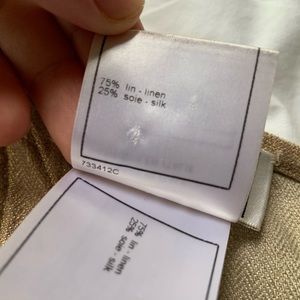 75% lin - linen
25% soie - silk
733412C
75% lin - linen
25% soie - silk